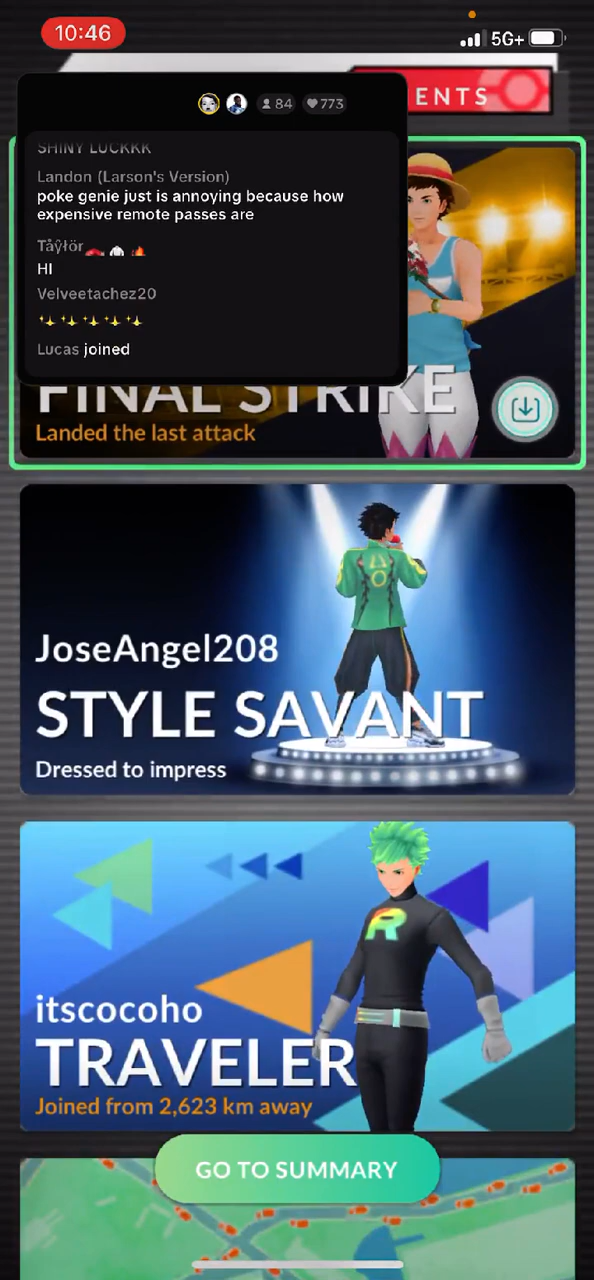 10:46
5G+
ENTS
84
773
SHINY LUCKKK
Landon (Larson's Version)
poke genie just is annoying because how
expensive remote passes are
Tåŷłör
HI
Velveetachez20
Lucas joined
FINAL STRIKE
Landed the last attack
JoseAngel208
STYLE SAVANT
Dressed to impress
R
itscocoho
TRAVELER
Joined from 2,623 km away
GO TO SUMMARY